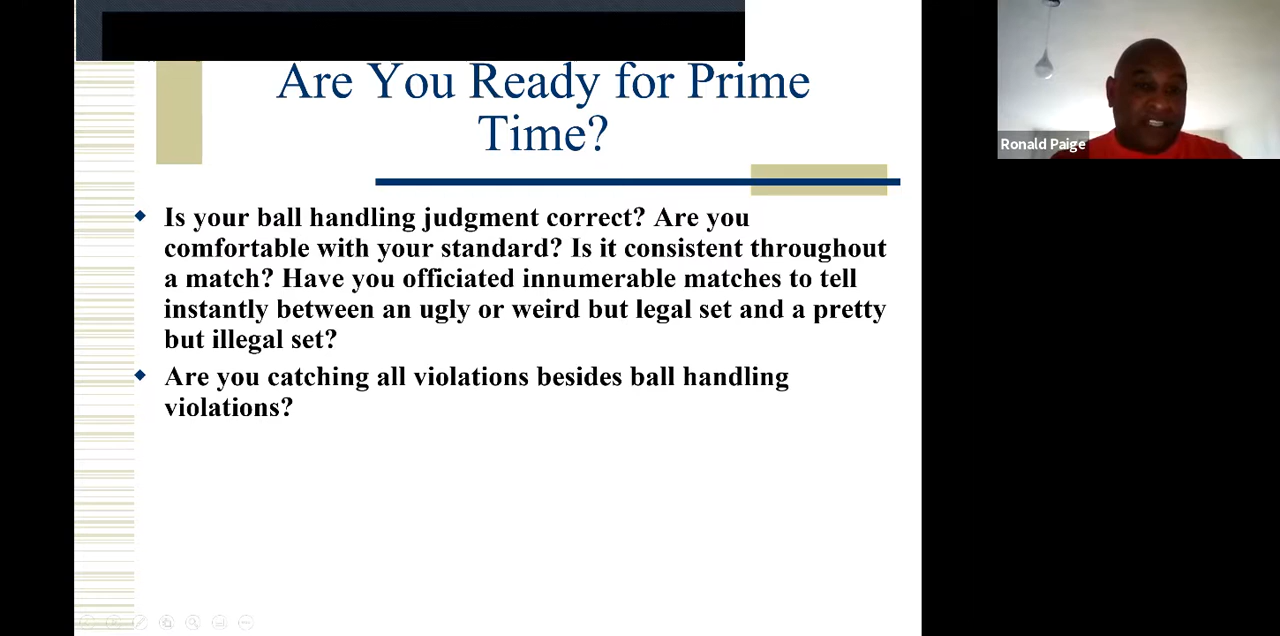 Are You Ready for Prime
Time?
Is your ball handling judgment correct? Are you
comfortable with your standard? Is it consistent throughout
a match? Have you officiated innumerable matches to tell
instantly between an ugly or weird but legal set and a pretty
but illegal set?
Are you catching all violations besides ball handling
violations?
Ronald Paige